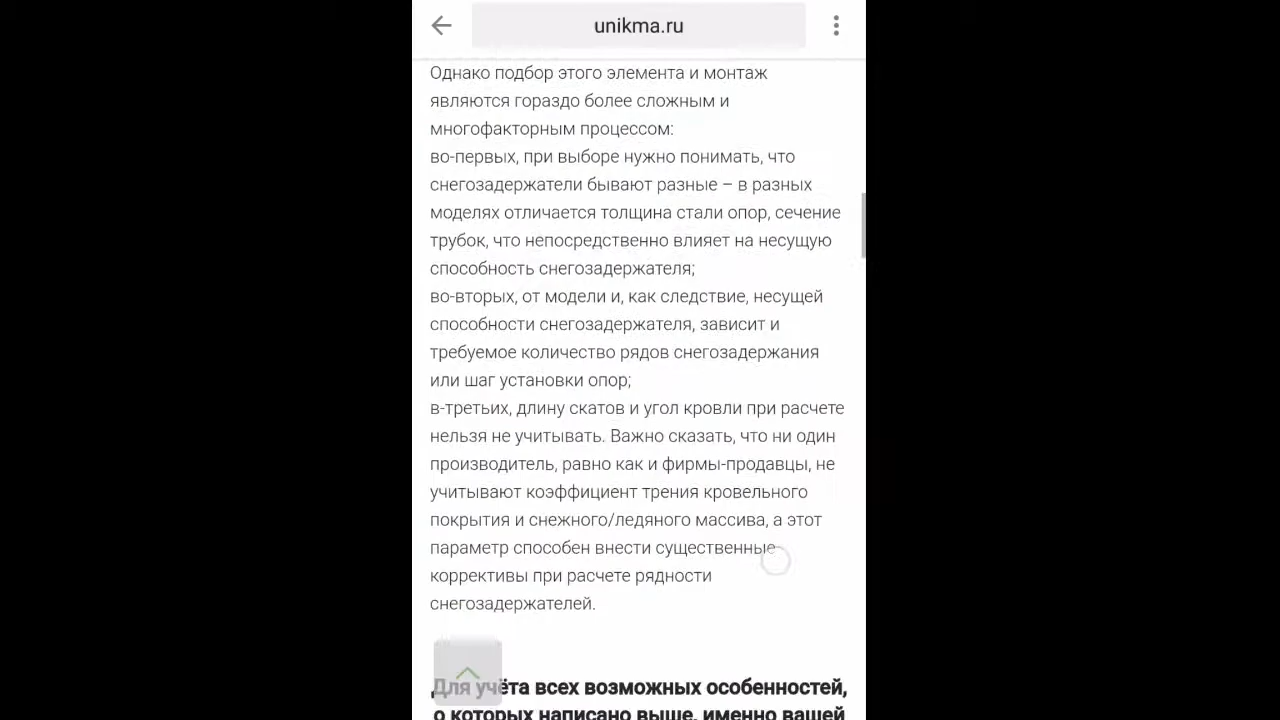 unikma.ru
Однако подбор этого элемента и монтаж
являются гораздо более сложным и
многофакторным процессом:
во-первых, при выборе нужно понимать, что
снегозадержатели бывают разные – в разных
моделях отличается толщина стали опор, сечение
трубок, что непосредственно влияет на несущую
способность снегозадержателя;
во-вторых, от модели и, как следствие, несущей
способности снегозадержателя, зависит и
требуемое количество рядов снегозадержания
или шаг установки опор;
в-третьих, длину скатов и угол кровли при расчете
нельзя не учитывать. Важно сказать, что ни один
производитель, равно как и фирмы-продавцы, не
учитывают коэффициент трения кровельного
покрытия и снежного/ледяного массива, а этот
параметр способен внести существенные
коррективы при расчете рядности
снегозадержателей.
Для учёта всех возможных особенностей,
о которых написано выше, именно вашей